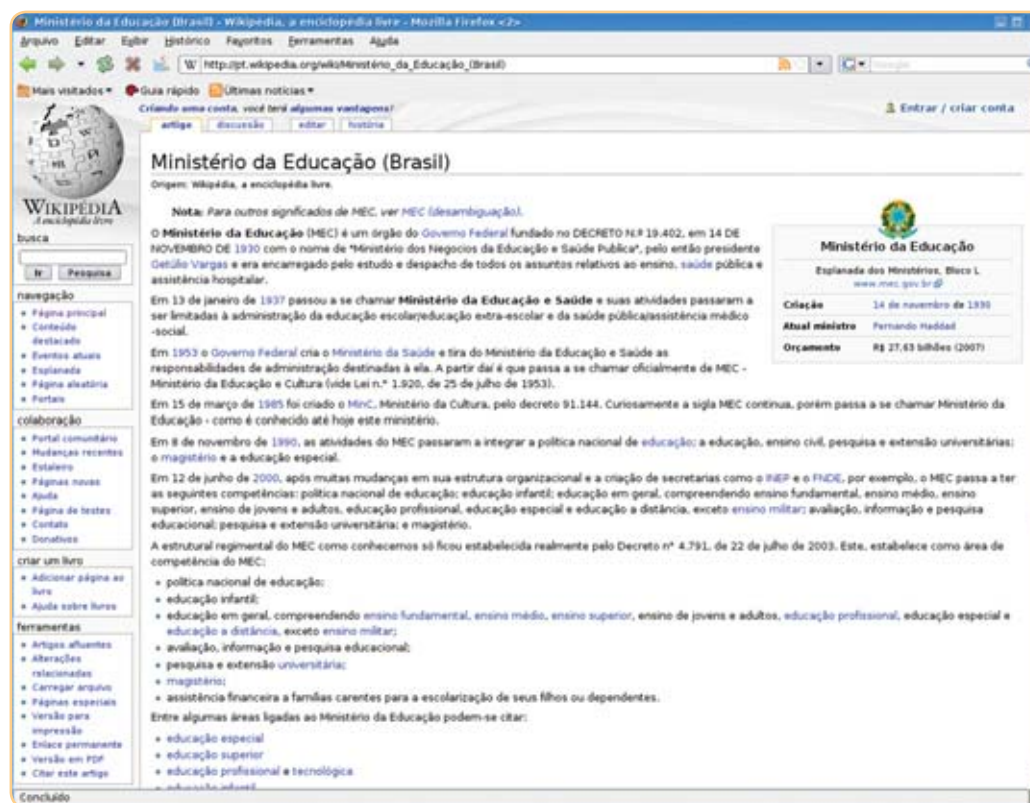 Ministério da Educação (Brasil) - Wikipédia, a enciclopédia livre - Mozilla Firefox <2>
Arquivo Editar Exibir Histórico Favoritos Ferramentas Ajuda
http://pt.wikipedia.org/wiki/Ministério_da_Educação_(Brasil)
Mais visitados Guia rápido Últimas notícias
Criando uma conta, você terá algumas vantagens!
Entrar / criar conta
artigo discussão editar história
WIKIPÉDIA
A enciclopédia livre
busca
Ir Pesquisa
navegação
Página principal
Conteúdo
destacado
Eventos atuais
Esplanada
Página aleatória
Portais
colaboração
Portal comunitário
Mudanças recentes
Estaleiro
Páginas novas
Ajuda
Página de testes
Contato
Donativos
criar um livro
Adicionar página ao
livro
Ajuda sobre livros
ferramentas
Artigos afluentes
Alterações
relacionadas
Carregar arquivo
Páginas especiais
Versão para
impressão
Enlace permanente
Versão em PDF
Citar este artigo
Ministério da Educação (Brasil)
Origem: Wikipédia, a enciclopédia livre.
Nota: Para outros significados de MEC, ver MEC (desambiguação).
O Ministério da Educação (MEC) é um órgão do Governo Federal fundado no DECRETO N.º 19.402, em 14 DE
NOVEMBRO DE 1930 com o nome de "Ministério dos Negocios da Educação e Saúde Publica", pelo então presidente
Getúlio Vargas e era encarregado pelo estudo e despacho de todos os assuntos relativos ao ensino, saúde pública e
assistência hospitalar.
Em 13 de janeiro de 1937 passou a se chamar Ministério da Educação e Saúde e suas atividades passaram a
ser limitadas à administração da educação escolar/educação extra-escolar e da saúde pública/assistência médico
-social.
Em 1953 o Governo Federal cria o Ministério da Saúde e tira do Ministério da Educação e Saúde as
responsabilidades de administração destinadas à ela. A partir daí é que passa a se chamar oficialmente de MEC -
Ministério da Educação e Cultura (vide Lei n.º 1.920, de 25 de julho de 1953).
Em 15 de março de 1985 foi criado o MinC, Ministério da Cultura, pelo decreto 91.144. Curiosamente a sigla MEC continua, porém passa a se chamar Ministério da
Educação - como é conhecido até hoje este ministério.
Em 8 de novembro de 1990, as atividades do MEC passaram a integrar a política nacional de educação; a educação, ensino civil, pesquisa e extensão universitárias;
o magistério e a educação especial.
Em 12 de junho de 2000, após muitas mudanças em sua estrutura organizacional e a criação de secretarias como o INEP e o FNDE, por exemplo, o MEC passa a ter
as seguintes competências: política nacional de educação; educação infantil; educação em geral, compreendendo ensino fundamental, ensino médio, ensino
superior, ensino de jovens e adultos, educação profissional, educação especial e educação a distância, exceto ensino militar; avaliação, informação e pesquisa
educacional; pesquisa e extensão universitária; e magistério.
A estrutural regimental do MEC como conhecemos só ficou estabelecida realmente pelo Decreto nº 4.791, de 22 de julho de 2003. Este, estabelece como área de
competência do MEC:
política nacional de educação;
educação infantil;
educação em geral, compreendendo ensino fundamental, ensino médio, ensino superior, ensino de jovens e adultos, educação profissional, educação especial e
educação a distância, exceto ensino militar;
avaliação, informação e pesquisa educacional;
pesquisa e extensão universitária;
magistério;
assistência financeira a famílias carentes para a escolarização de seus filhos ou dependentes.
Entre algumas áreas ligadas ao Ministério da Educação podem-se citar:
educação especial
educação superior
educação profissional e tecnológica
educação infantil
Ministério da Educação
Esplanada dos Ministérios, Bloco L
www.mec.gov.br
Criação 14 de novembro de 1930
Atual ministro Fernando Haddad
Orçamento R$ 27,63 bilhões (2007)
Concluído